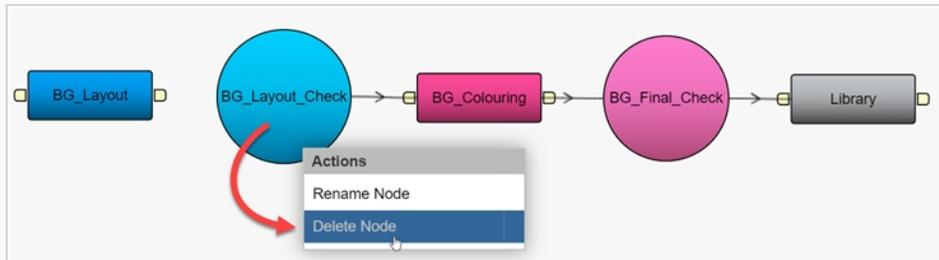 BG_Layout
BG_Layout_Check
BG_Colouring
BG_Final_Check
Library
Actions
Rename Node
Delete Node